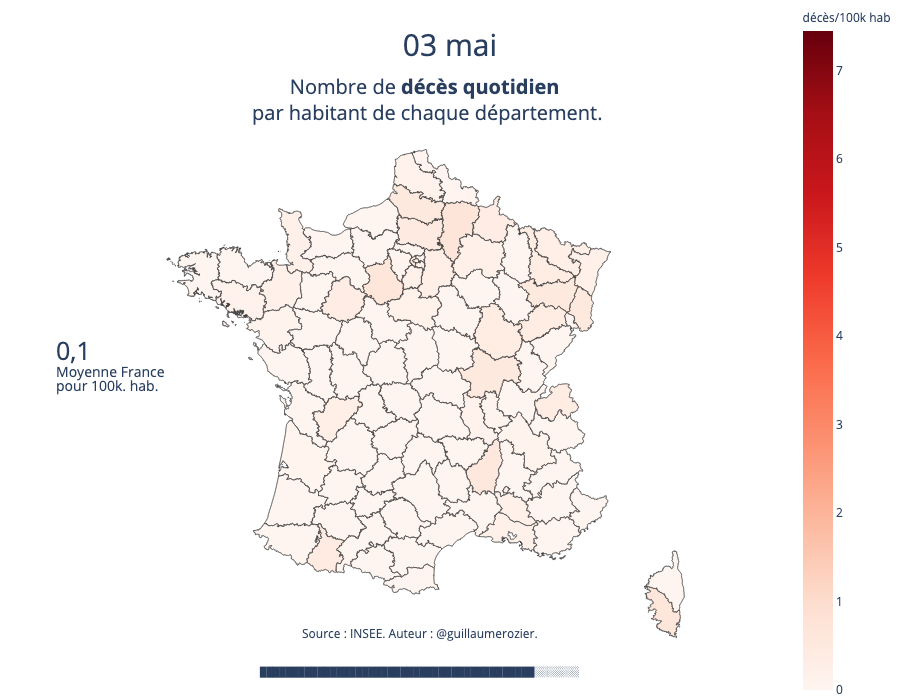 décès/100k hab
03 mai
Nombre de décès quotidien
par habitant de chaque département.
7
6
5
4
3
2
1
0
0,1
Moyenne France
pour 100k. hab.
Source : INSEE. Auteur : @guillaumerozier.